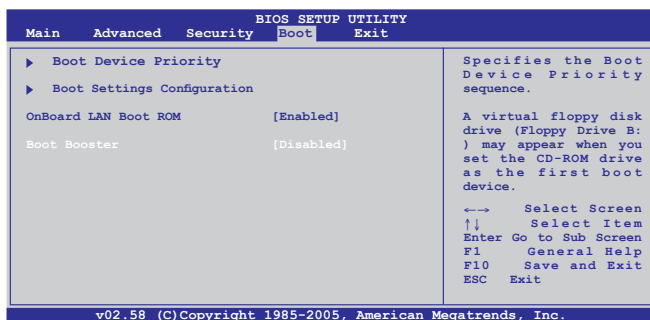 BIOS SETUP UTILITY
Main Advanced Security Boot Exit
Boot Device Priority
Boot Settings Configuration
OnBoard LAN Boot ROM [Enabled]
Boot Booster [Disabled]
Specifies the Boot
Device Priority
sequence.
A virtual floppy disk
drive (Floppy Drive B:
) may appear when you
set the CD-ROM drive
as the first boot
device.
←→ Select Screen
↑↓ Select Item
Enter Go to Sub Screen
F1 General Help
F10 Save and Exit
ESC Exit
v02.58 (C)Copyright 1985-2005, American Megatrends, Inc.